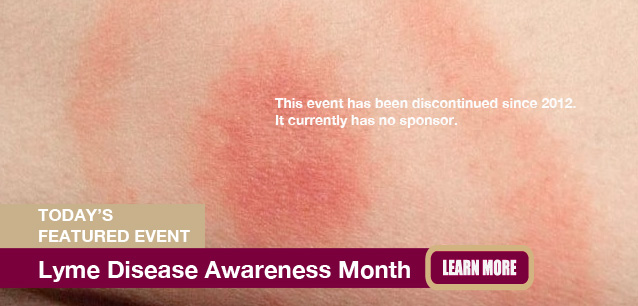 This event has been discontinued since 2012.
It currently has no sponsor.
TODAY'S
FEATURED EVENT
Lyme Disease Awareness Month
LEARN MORE